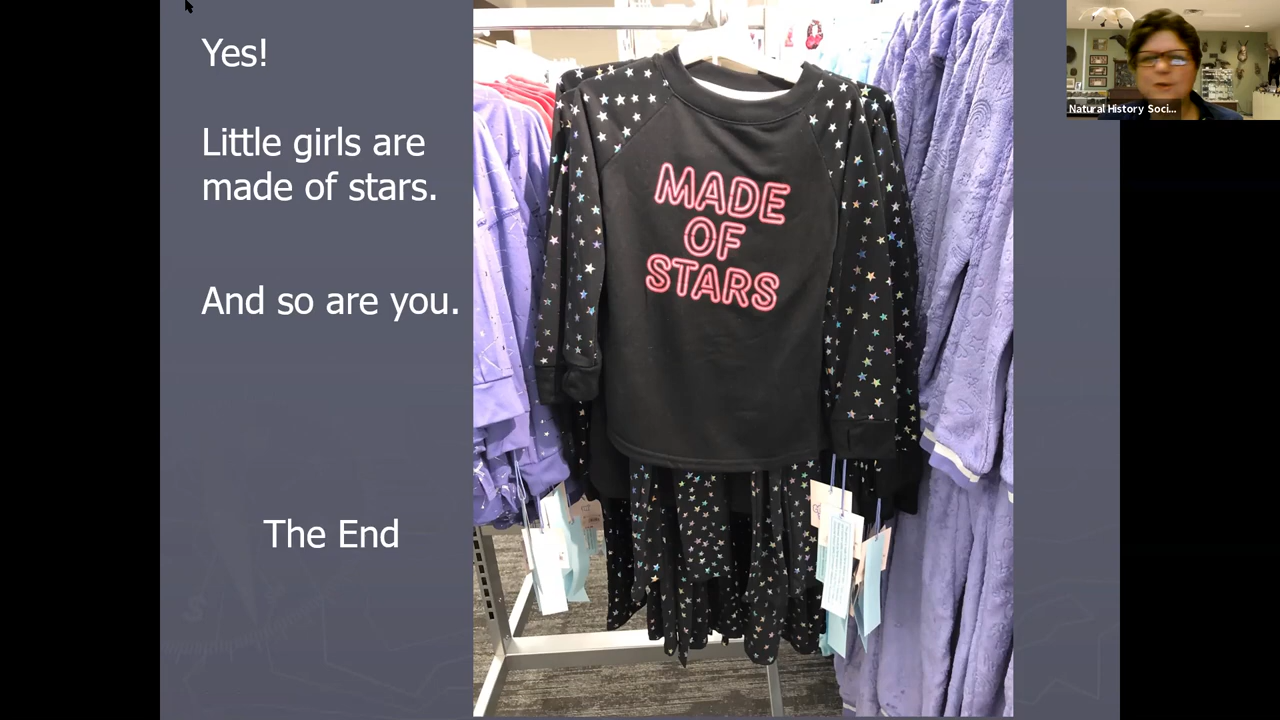 Yes!
Little girls are
made of stars.
And so are you.
The End
MADE
OF
STARS
Natural History Soci...